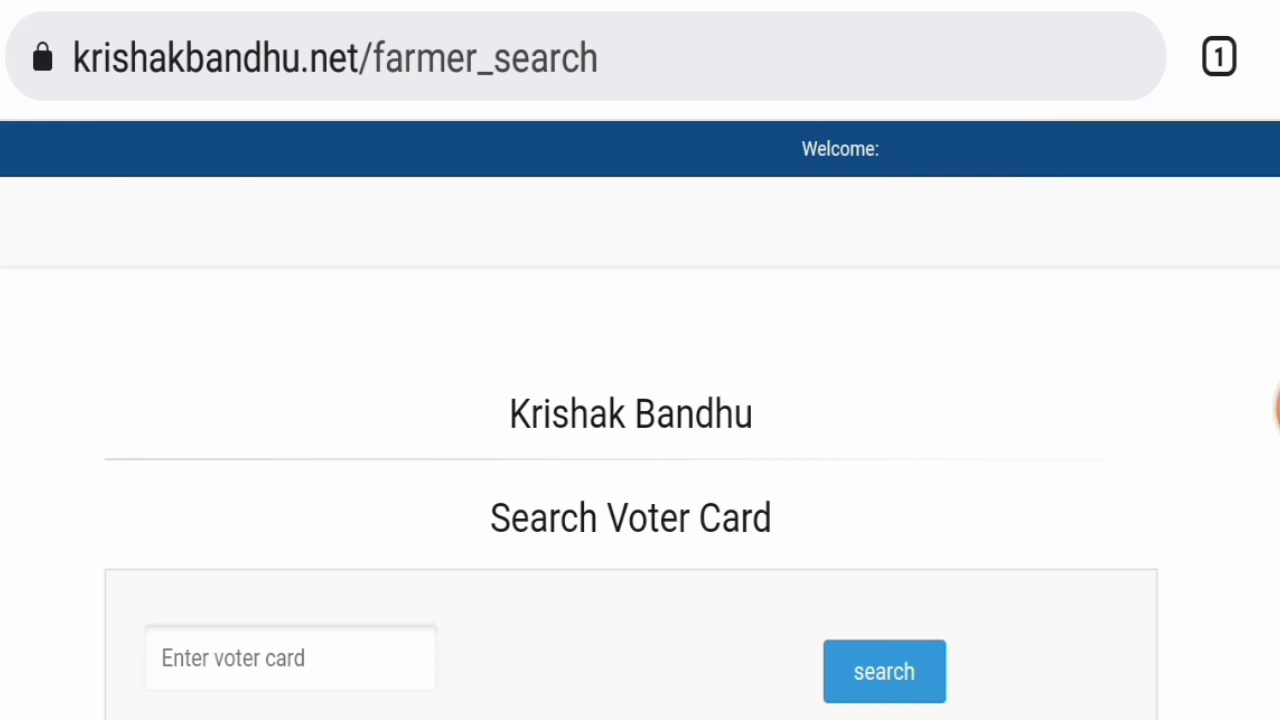 krishakbandhu.net/farmer_search
1
Welcome:
Krishak Bandhu
Search Voter Card
Enter voter card
search